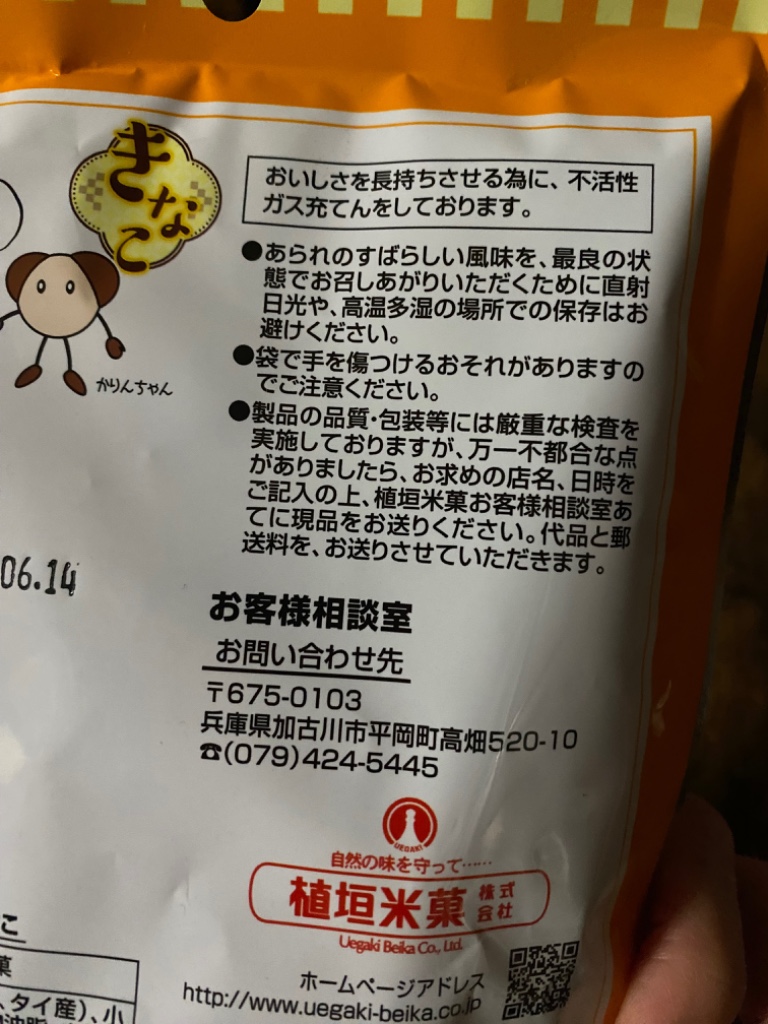 きなこ
かりんちゃん
おいしさを長持ちさせる為に、不活性
ガス充てんをしております。
●あられのすばらしい風味を、最良の状
態でお召しあがりいただくために直射
日光や、高温多湿の場所での保存はお
避けください。
●袋で手を傷つけるおそれがありますの
でご注意ください。
●製品の品質・包装等には厳重な検査を
実施しておりますが、万一不都合な点
がありましたら、お求めの店名、日時を
ご記入の上、植垣米菓お客様相談室あ
てに現品をお送りください。代品と郵
送料を、お送りさせていただきます。
06.14
お客様相談室
お問い合わせ先
〒675-0103
兵庫県加古川市平岡町高畑520-10
☎(079)424-5445
UEGAKI
自然の味を守って……
植垣米菓 株式会社
Uegaki Beika Co., Ltd.
ホームページアドレス
http://www.uegaki-beika.co.jp
こ
菓
、タイ産)、小